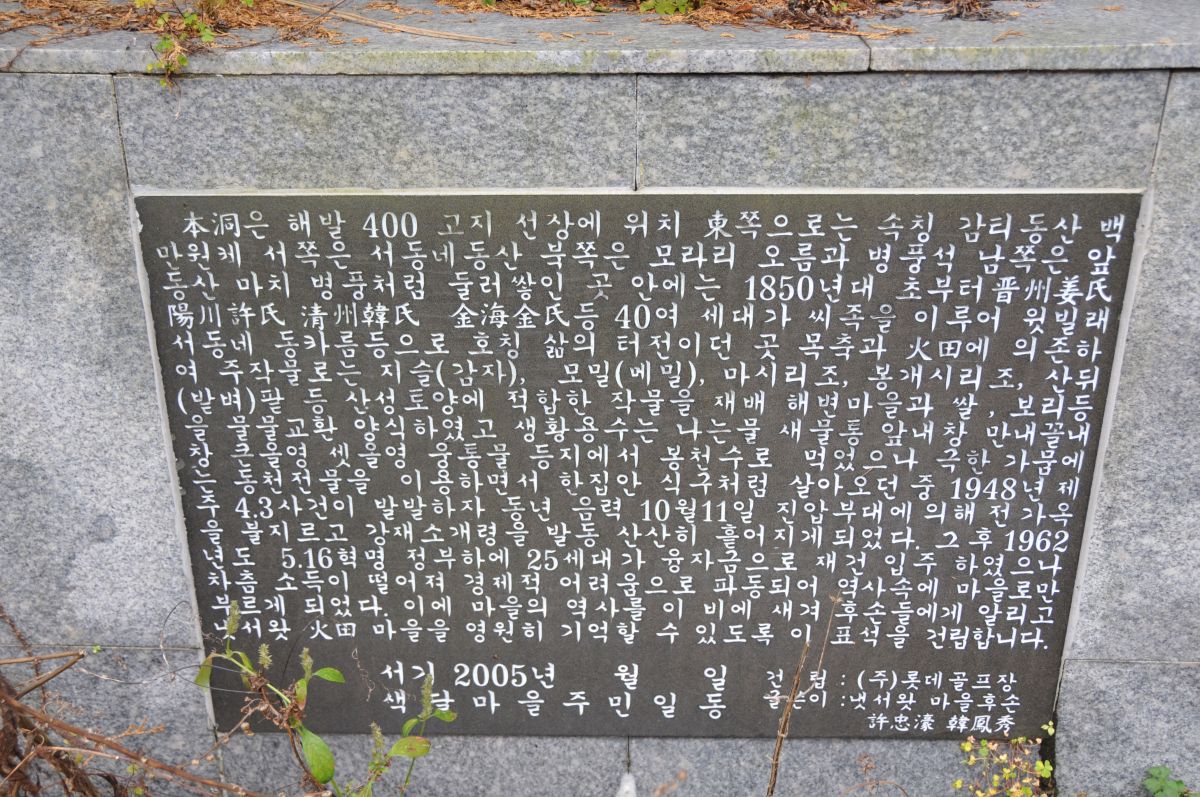 本洞은 해발 400 고지 선상에 위치 東쪽으로는 속칭 감티동산 백
마원케 서쪽은 서동네동산 북쪽은 모라리 오름과 병풍석 남쪽은 앞
동산 마치 병풍처럼 둘러쌓인 곳 안에는 1850년대 초부터 晋州姜氏
陽川許氏 清州韓氏 金海金氏등 40여 세대가 씨족을 이루어 윗빌래
서동네 동카름등으로 호칭 삶의 터전이던 곳 목축과 火田에 의존하
여 주작물로는 지슬(감자), 모밀(메밀), 마시리조, 봉개시리조, 산뒤
(밭벼)팥 등 산성토양에 적합한 작물을 재배 해변마을과 쌀, 보리등
을 물물교환 양식하였고 생활용수는 나는물 새물통 앞내창 만내꼴내
창 큰동영 셋을영 웅통물 등지에서 봉천수로 먹었으나 극한 가뭄에
는 천전물을 이용하면서 한집안 식구처럼 살아오던 중 1948년 제
주 4.3사건이 발발하자 동년 음력 10월11일 진압부대에 의해 전 가옥
을 불지르고 강재소개령을 발동 산산히 흩어지게되었다. 그후 1962
년도 5.16혁명 정부하에 25세대가 융자금으로 재건 입주 하였으나
차츰 소득이 떨어져 경제적 어려움으로 파동되어 역사속에 마을로만
부르게 되었다. 이에 마을의 역사를 이 비에 새겨 후손들에게 알리고
냇서왓 火田 마을을 영원히 기억할 수 있도록 이 표석을 건립합니다.
서기 2005년 월 일 건 립 : (주)롯데골프장
색달마을주민일동 글쓴이 : 냇서왓 마을후손
許忠濠 韓鳳秀